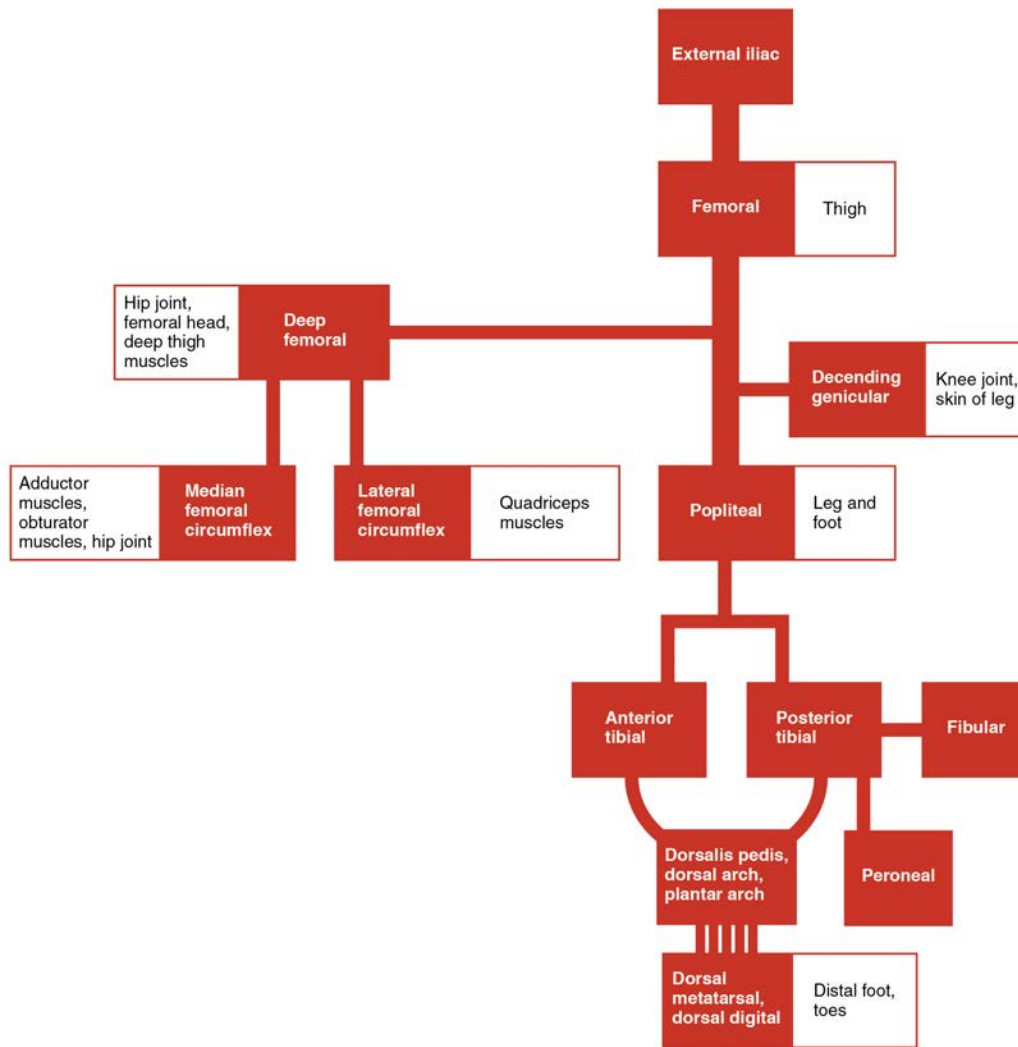 External iliac
Femoral
Thigh
Hip joint,
femoral head,
deep thigh
muscles
Deep
femoral
Decending
genicular
Knee joint,
skin of leg
Adductor
muscles,
obturator
muscles, hip joint
Median
femoral
circumflex
Lateral
femoral
circumflex
Quadriceps
muscles
Popliteal
Leg and
foot
Anterior
tibial
Posterior
tibial
Fibular
Dorsalis pedis,
dorsal arch,
plantar arch
Peroneal
Dorsal
metatarsal,
dorsal digital
Distal foot,
toes